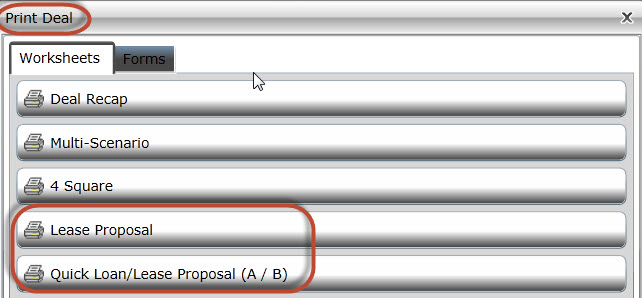 Print Deal
Worksheets Forms
Deal Recap
Multi-Scenario
4 Square
Lease Proposal
Quick Loan/Lease Proposal (A / B)